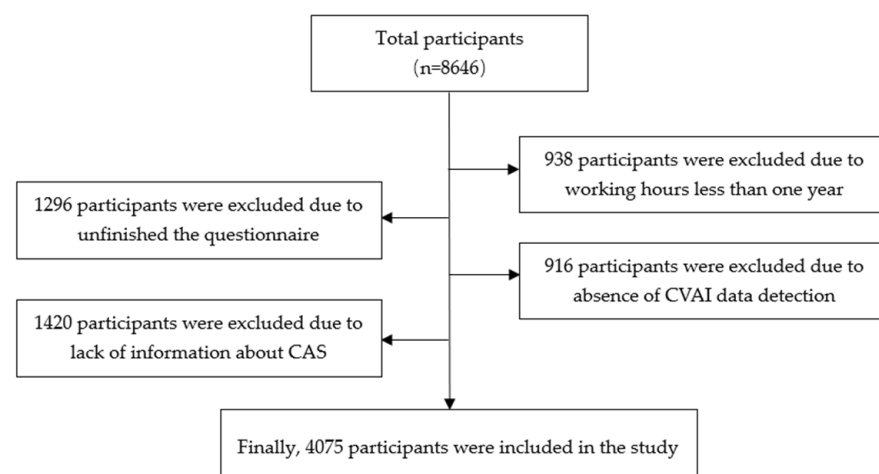 Total participants
(n=8646)
938 participants were excluded due to
working hours less than one year
1296 participants were excluded due to
unfinished the questionnaire
916 participants were excluded due to
absence of CVAI data detection
1420 participants were excluded due to
lack of information about CAS
Finally, 4075 participants were included in the study